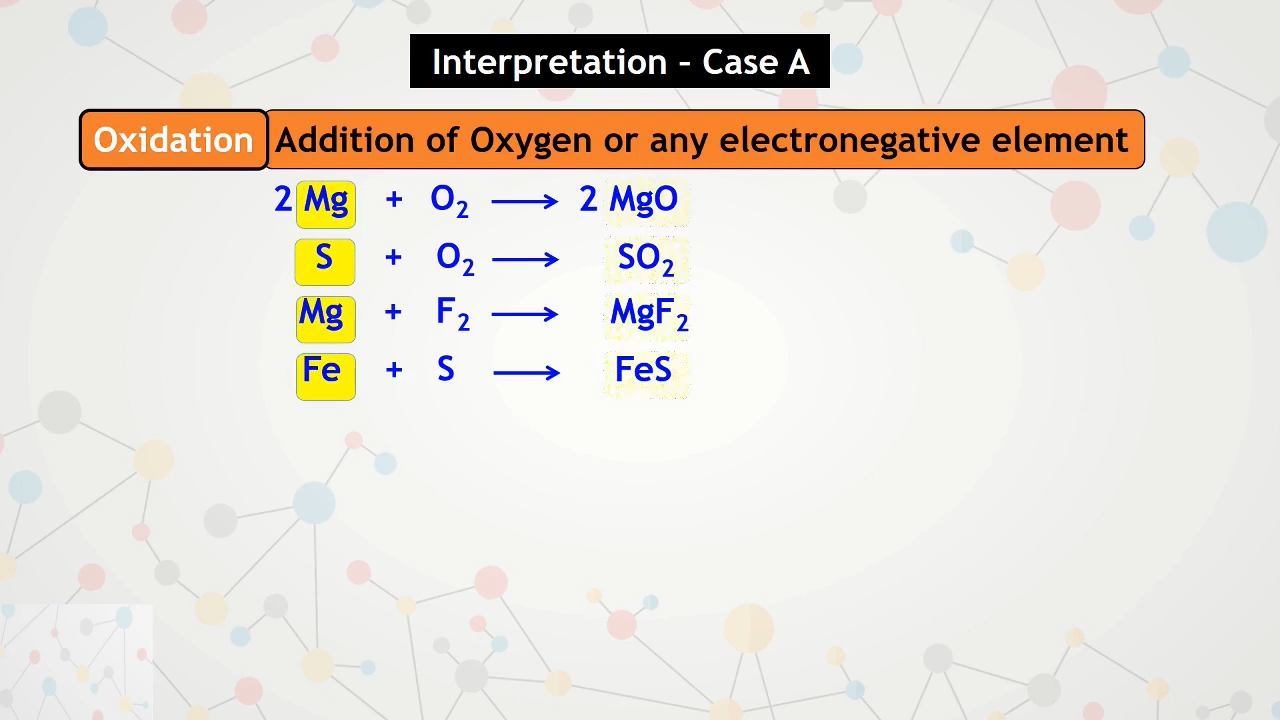 Interpretation – Case A
Oxidation Addition of Oxygen or any electronegative element
2 Mg + O₂ ⟶ 2 MgO
S + O₂ ⟶ SO₂
Mg + F₂ ⟶ MgF₂
Fe + S ⟶ FeS